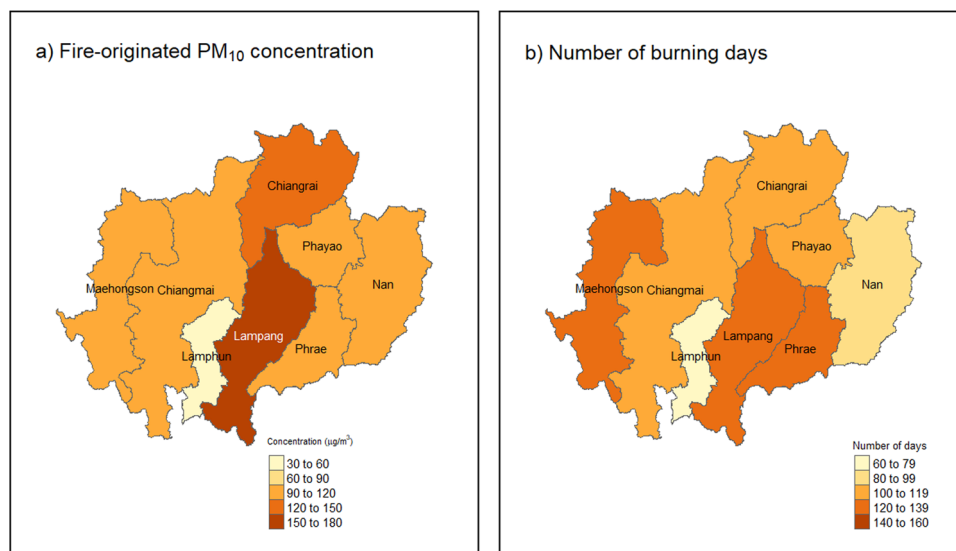 a) Fire-originated PM₁₀ concentration
Chiangrai
Phayao
Maehongson
Chiangmai
Nan
Lampang
Phrae
Lamphun
Concentration (μg/m³)
30 to 60
60 to 90
90 to 120
120 to 150
150 to 180
b) Number of burning days
Chiangrai
Phayao
Maehongson
Chiangmai
Nan
Lampang
Phrae
Lamphun
Number of days
60 to 79
80 to 99
100 to 119
120 to 139
140 to 160